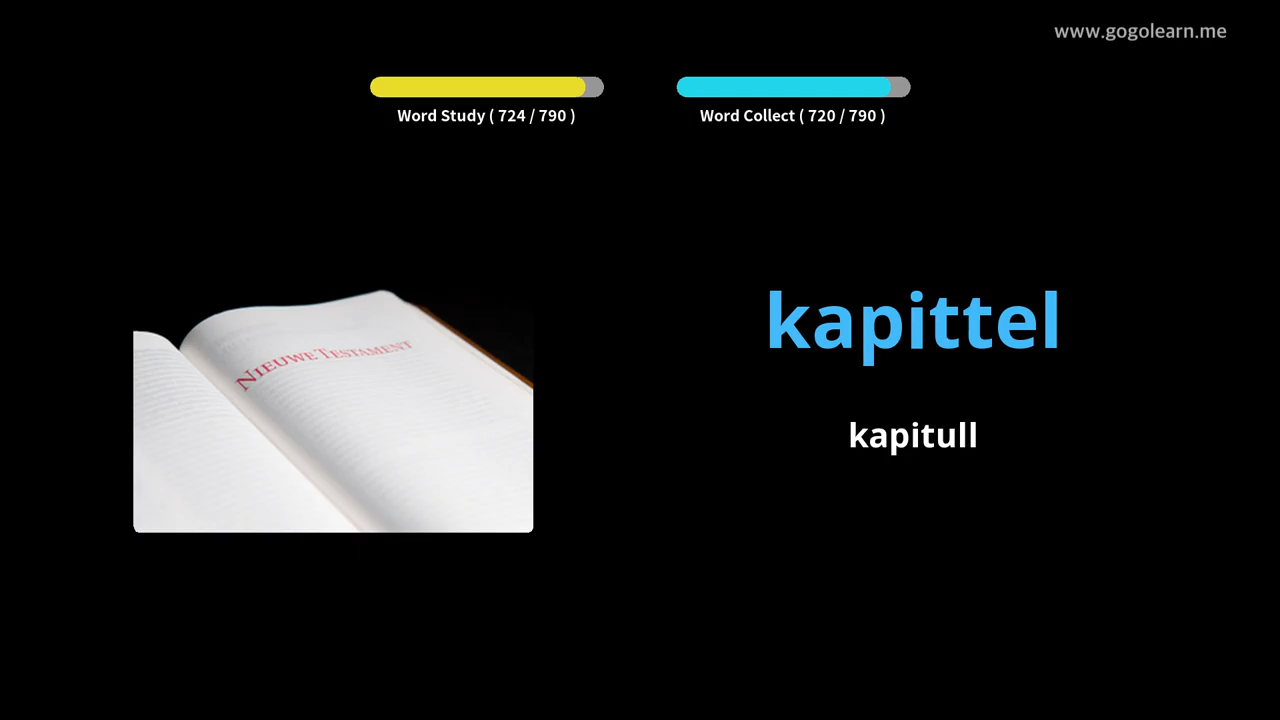 www.gogolearn.me
Word Study ( 724 / 790 )
Word Collect ( 720 / 790 )
NIEUWE TESTAMENT
kapittel
kapitull